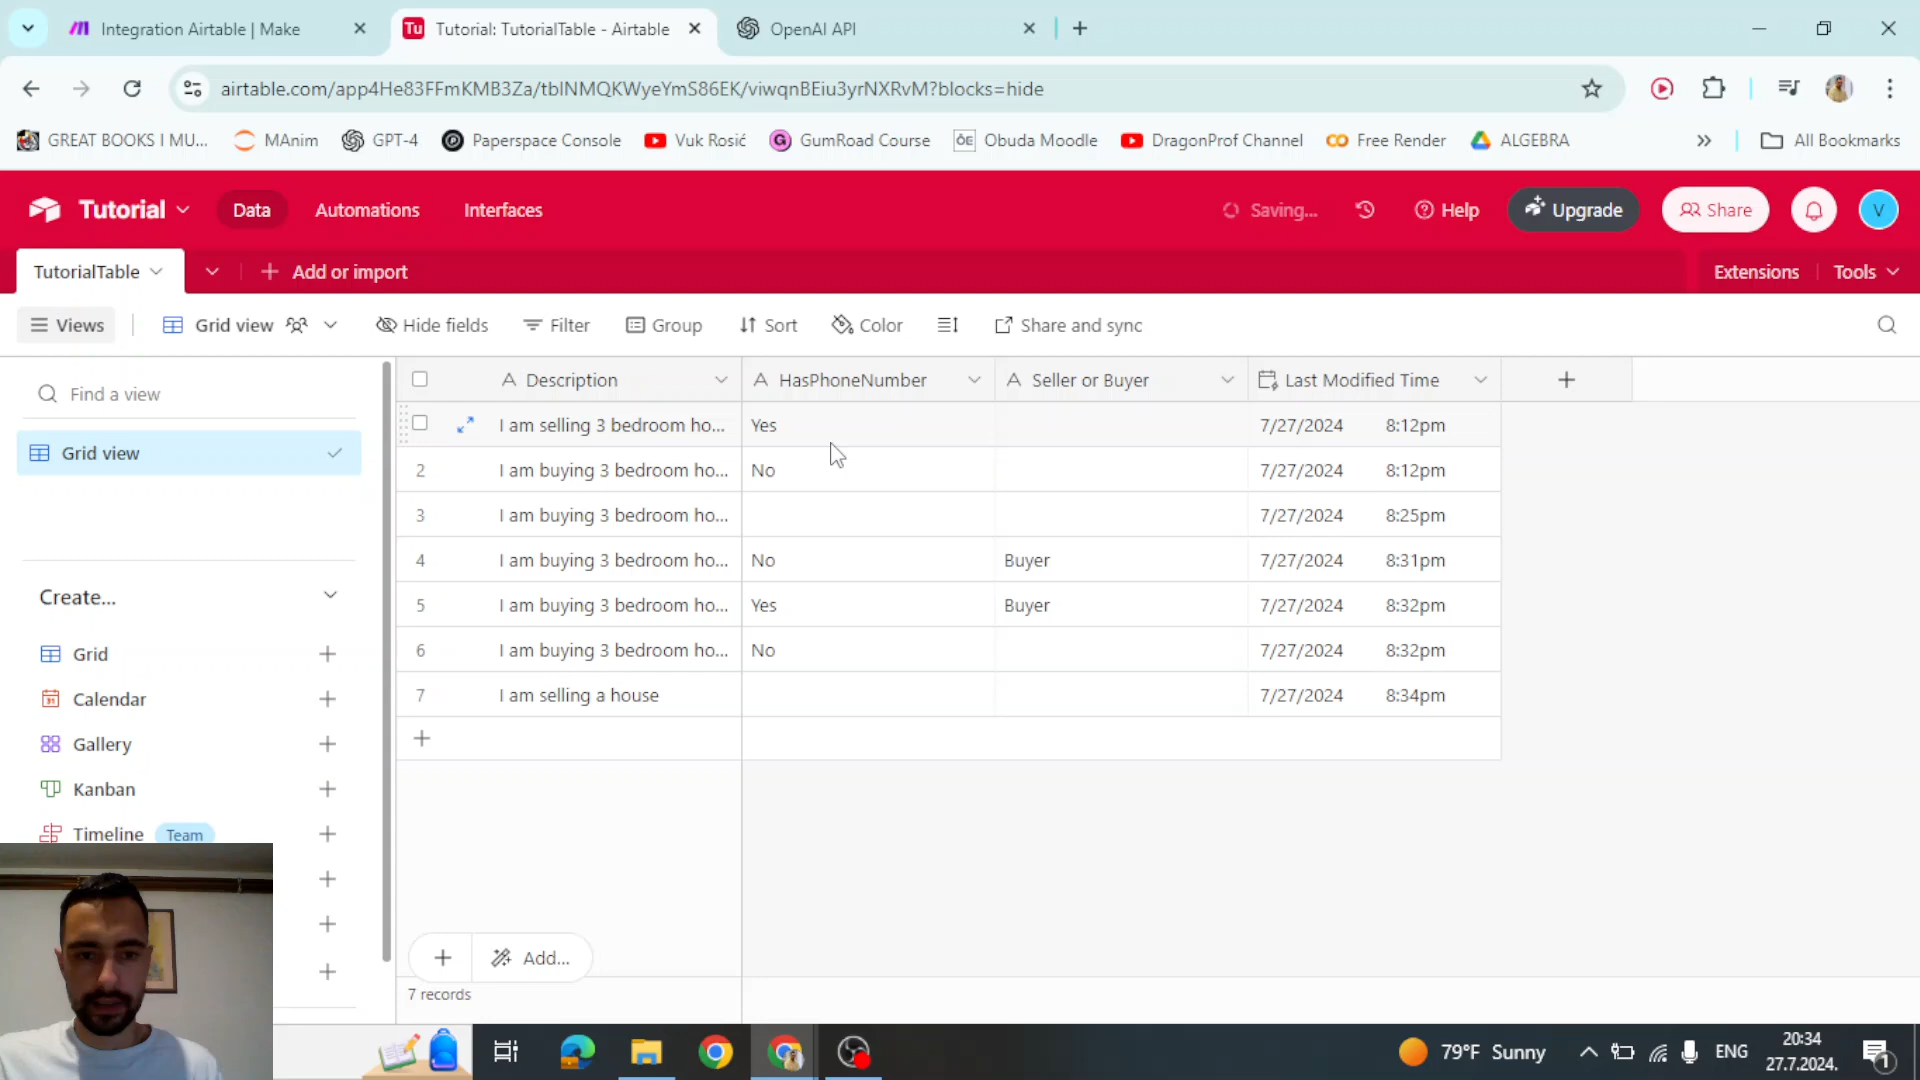 Integration Airtable | Make
Tu
Tutorial: TutorialTable - Airtable
OpenAI API
airtable.com/app4He83FFmKMB3Za/tblNMQKWyeYmS86EK/viwqnBEiu3yrNXRvM?blocks=hide
GREAT BOOKS I MU...
MAnim
GPT-4
Paperspace Console
Vuk Rosić
GumRoad Course
Obuda Moodle
DragonProf Channel
Free Render
ALGEBRA
All Bookmarks
Tutorial
Data
Automations
Interfaces
Saving...
Help
Upgrade
Share
V
TutorialTable
Add or import
Extensions
Tools
Views
Grid view
Hide fields
Filter
Group
Sort
Color
Share and sync
Find a view
Grid view
Create...
Grid
Calendar
Gallery
Kanban
Timeline Team
Description HasPhoneNumber Seller or Buyer Last Modified Time
I am selling 3 bedroom ho... Yes 7/27/2024 8:12pm
2 I am buying 3 bedroom ho... No 7/27/2024 8:12pm
3 I am buying 3 bedroom ho... 7/27/2024 8:25pm
4 I am buying 3 bedroom ho... No Buyer 7/27/2024 8:31pm
5 I am buying 3 bedroom ho... Yes Buyer 7/27/2024 8:32pm
6 I am buying 3 bedroom ho... No 7/27/2024 8:32pm
7 I am selling a house 7/27/2024 8:34pm
Add...
7 records
79°F Sunny
ENG
20:34
27.7.2024.
1